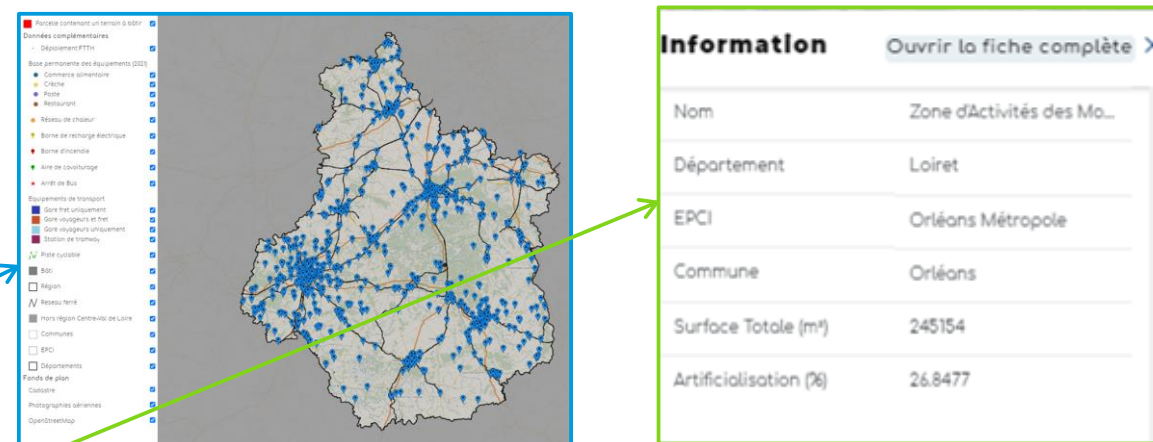 Parcelle contenant un terrain à bâtir
Données complémentaires
Déploiement FTTH
Base permanente des équipements (2021)
Commerce alimentaire
Crèche
Poste
Restaurant
Réseau de chaleur
Borne de recharge électrique
Borne d'incendie
Aire de covoiturage
Arrêt de Bus
Equipements de transport
Gare fret uniquement
Gare voyageurs et fret
Gare voyageurs uniquement
Station de tramway
Piste cyclable
Bâti
Région
Reseau ferré
Hors région Centre-Val de Loire
Communes
EPCI
Départements
Fonds de plan
Cadastre
Photographies aériennes
OpenStreetMap
Information Ouvrir la fiche complète
Nom Zone d'Activités des Mo...
Département Loiret
EPCI Orléans Métropole
Commune Orléans
Surface Totale (m²) 245154
Artificialisation (%) 26.8477